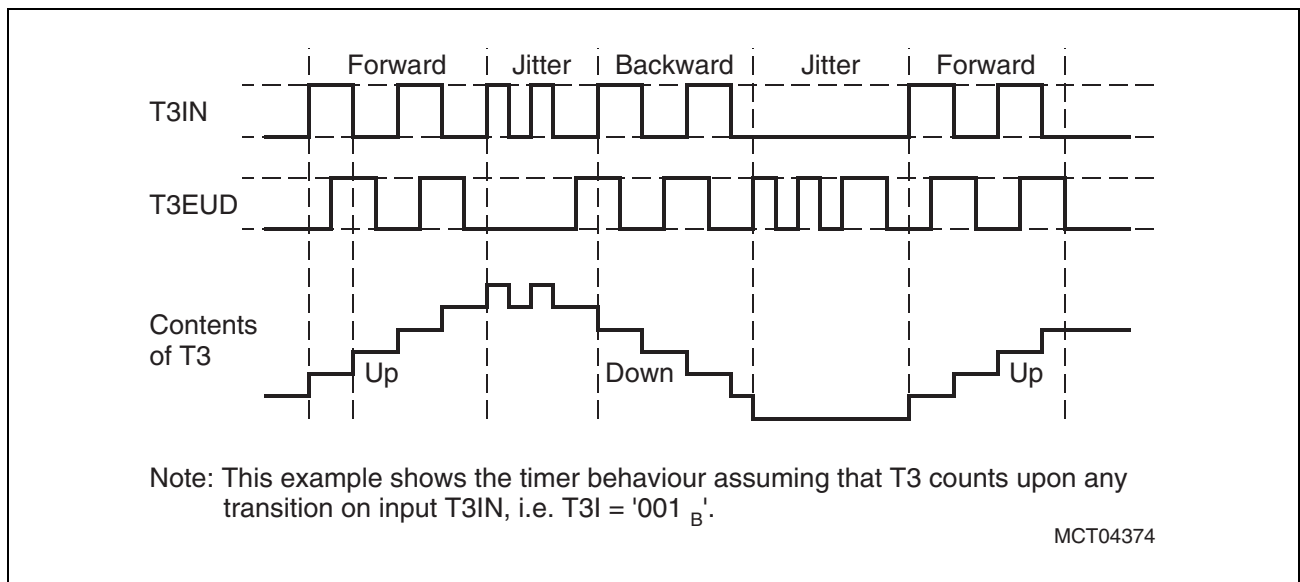 Forward Jitter Backward Jitter Forward
T3IN
T3EUD
Contents
of T3
Up Down Up
Note: This example shows the timer behaviour assuming that T3 counts upon any
transition on input T3IN, i.e. T3I = '001 B'.
MCT04374